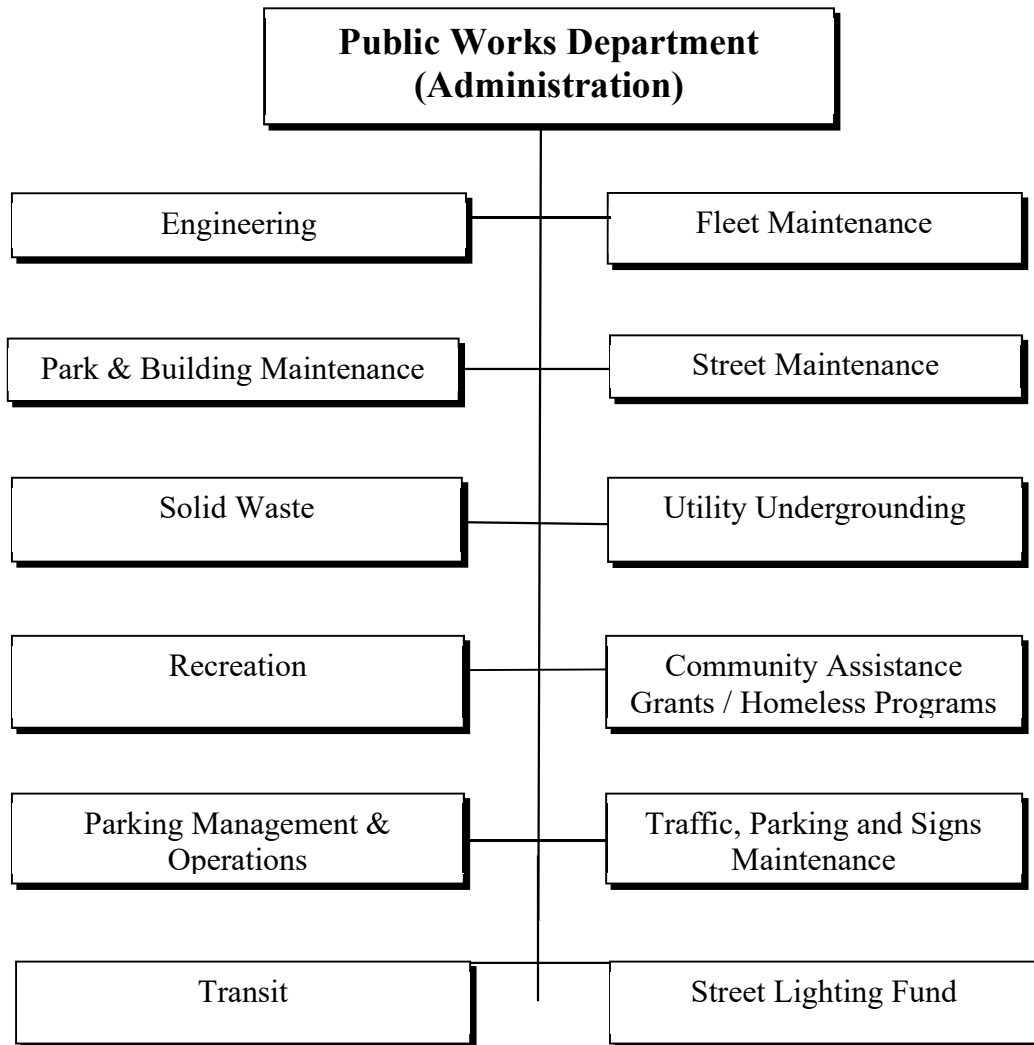 Public Works Department
(Administration)
Engineering
Fleet Maintenance
Park & Building Maintenance
Street Maintenance
Solid Waste
Utility Undergrounding
Recreation
Community Assistance
Grants / Homeless Programs
Parking Management &
Operations
Traffic, Parking and Signs
Maintenance
Transit
Street Lighting Fund